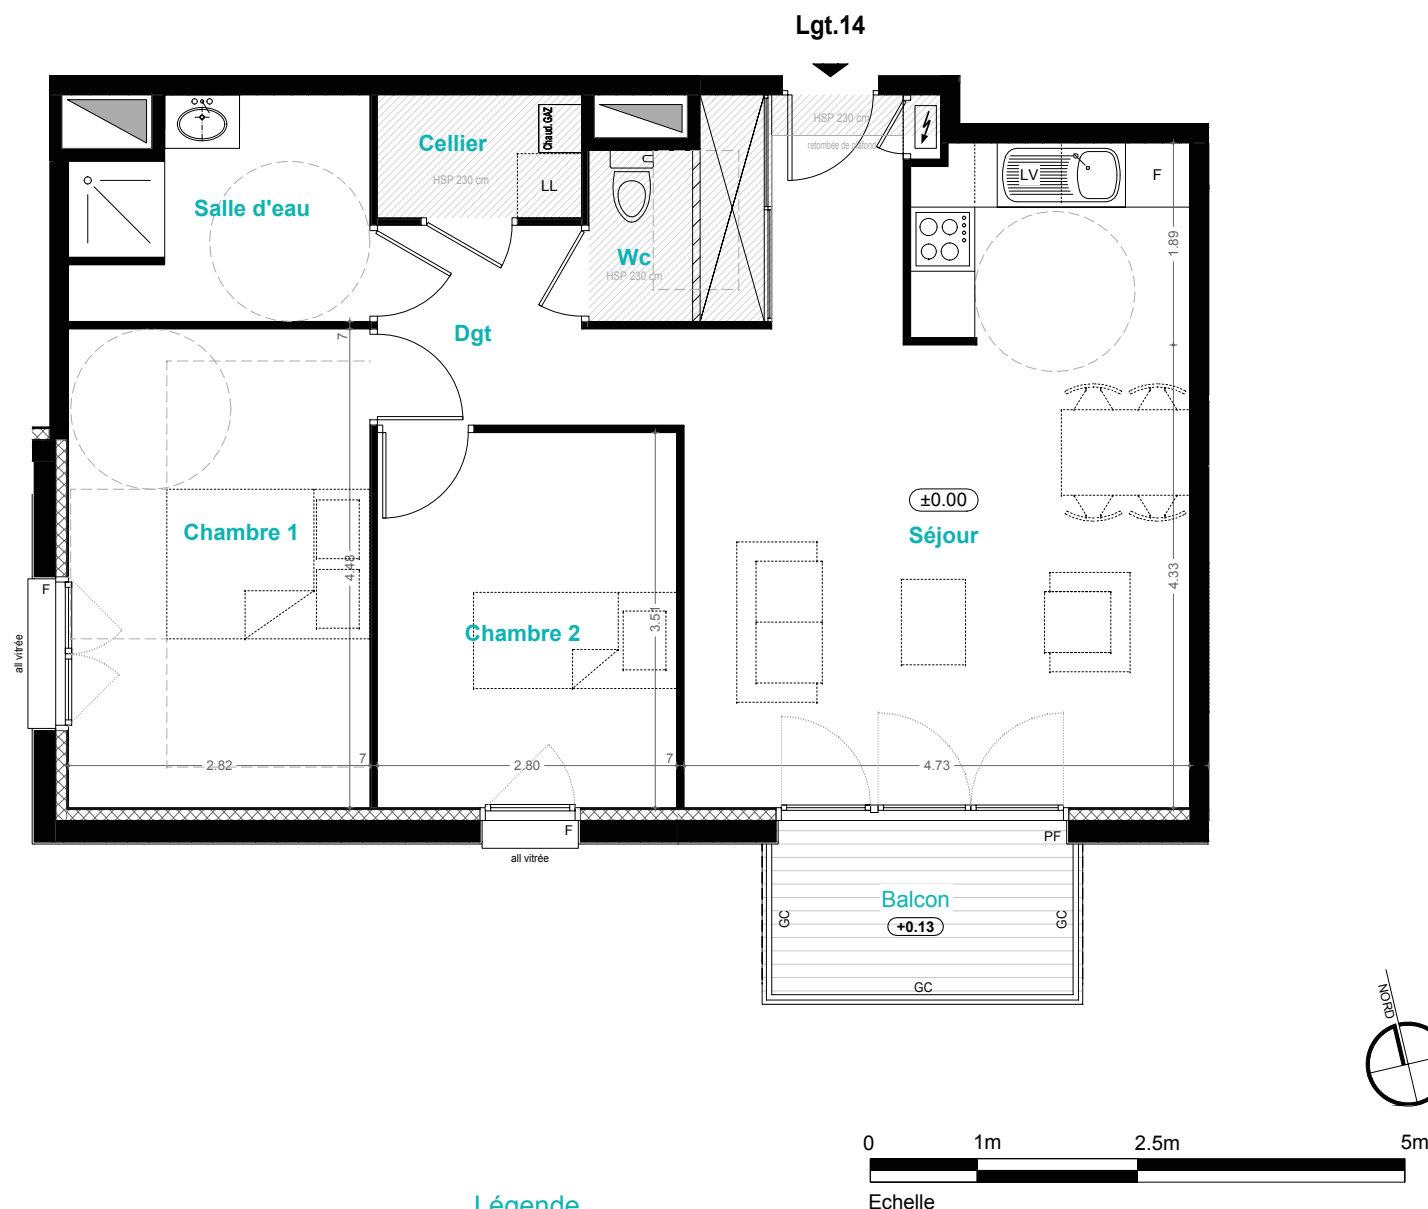 Lgt.14
Cellier
HSP 230 cm
Chaud.GAZ
LL
HSP 230 cm
retombée de plafond
LV
F
Salle d'eau
Wc
HSP 230 cm
1.89
Dgt
7
±0.00
Séjour
Chambre 1
4.48
4.33
F
all vitrée
Chambre 2
3.51
2.82
7
2.80
7
4.73
F
all vitrée
PF
Balcon
+0.13
GC
GC
GC
NORD
0
1m
2.5m
5m
Echelle
Légende